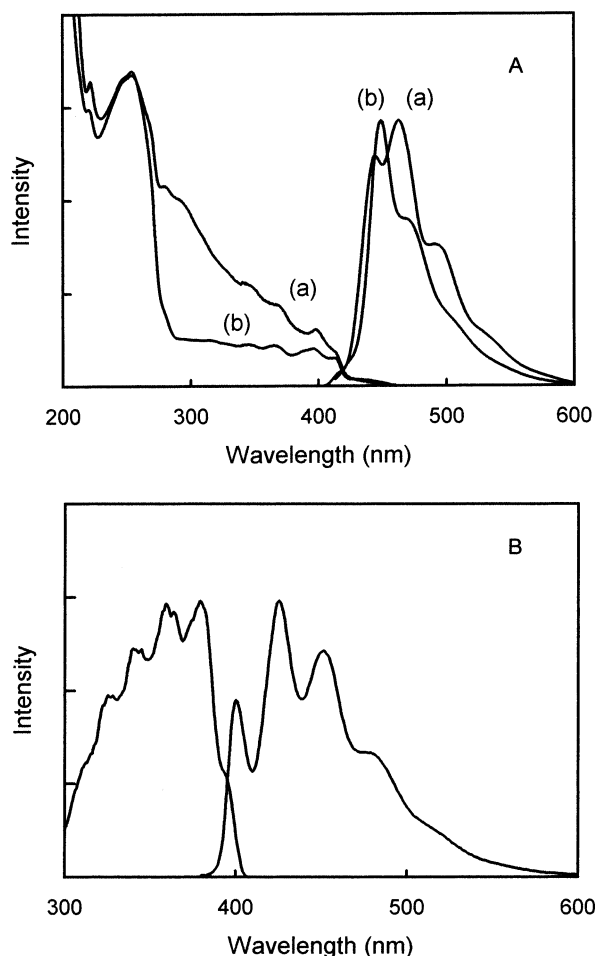 A
(b) (a)
Intensity
(a)
(b)
200 300 400 500 600
Wavelength (nm)
B
Intensity
300 400 500 600
Wavelength (nm)